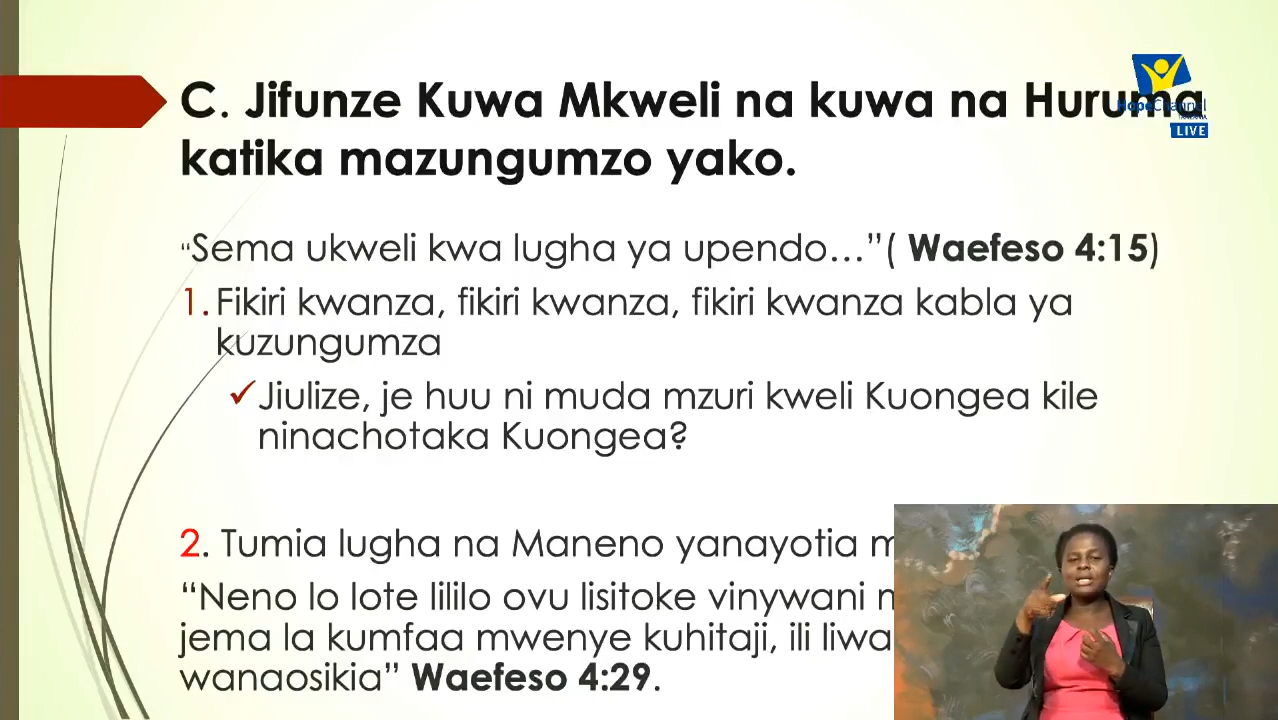 C. Jifunze Kuwa Mkweli na kuwa na Huruma
katika mazungumzo yako.
HopeChannel
TANZANIA
LIVE
“Sema ukweli kwa lugha ya upendo…”( Waefeso 4:15)
1. Fikiri kwanza, fikiri kwanza, fikiri kwanza kabla ya
kuzungumza
✓Jiulize, je huu ni muda mzuri kweli Kuongea kile
ninachotaka Kuongea?
2. Tumia lugha na Maneno yanayotia
“Neno lo lote lililo ovu lisitoke vinywani
jema la kumfaa mwenye kuhitaji, ili
wanaosikia” Waefeso 4:29.